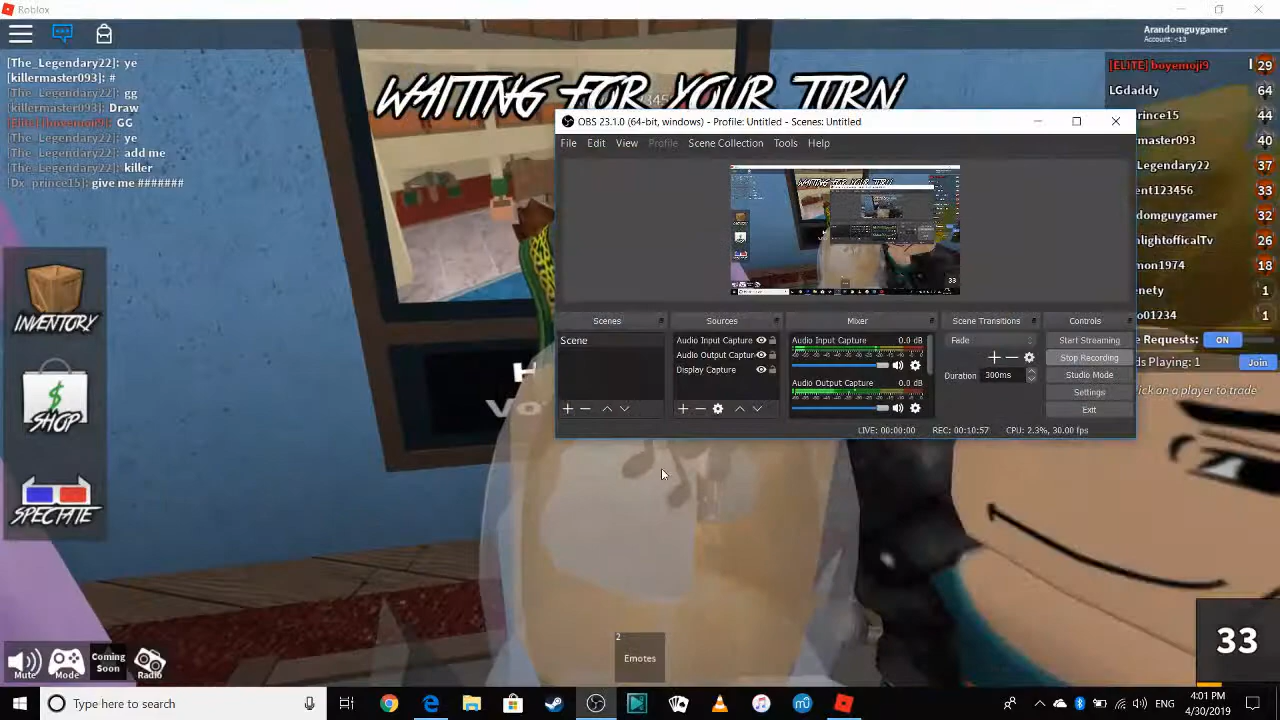 Roblox
Arandomguygamer
Account: <13
[The_Legendary22]: ye
[killermaster093]: #
[The_Legendary22]: gg
[killermaster093]: Draw
[Elite] [boyemoji9]: GG
[The_Legendary22]: ye
[The_Legendary22]: add me
[The_Legendary22]: killer
[Dx_prince15]: give me #######
WAITING FOR YOUR TURN
[ELITE] boyemoji9 29
LGdaddy 64
prince15 44
master093 40
Legendary22 37
ent123456 33
domguygamer 32
nlightofficalTv 26
mon1974 18
nety 1
o01234 1
Requests: ON
ds Playing: 1 Join
ick on a player to trade
OBS 23.1.0 (64-bit, windows) - Profile: Untitled - Scenes: Untitled
File Edit View Profile Scene Collection Tools Help
Scenes Sources Mixer Scene Transitions Controls
Scene
Audio Input Capture
Audio Output Captur
Display Capture
Audio Input Capture 0.0 dB
Audio Output Capture 0.0 dB
Fade
Duration 300ms
Start Streaming
Stop Recording
Studio Mode
Settings
Exit
LIVE: 00:00:00 REC: 00:10:57 CPU: 2.3%, 30.00 fps
INVENTORY
SHOP
SPECTATE
H
Vo
Mute
Mode
Coming Soon
Radio
2
Emotes
33
Type here to search
ENG
4:01 PM
4/30/2019